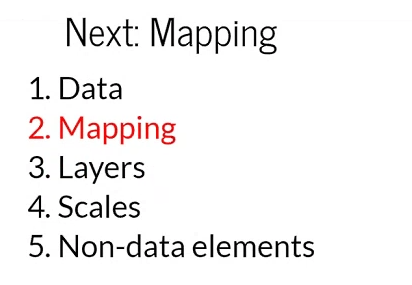 Next: Mapping
1. Data
2. Mapping
3. Layers
4. Scales
5. Non-data elements